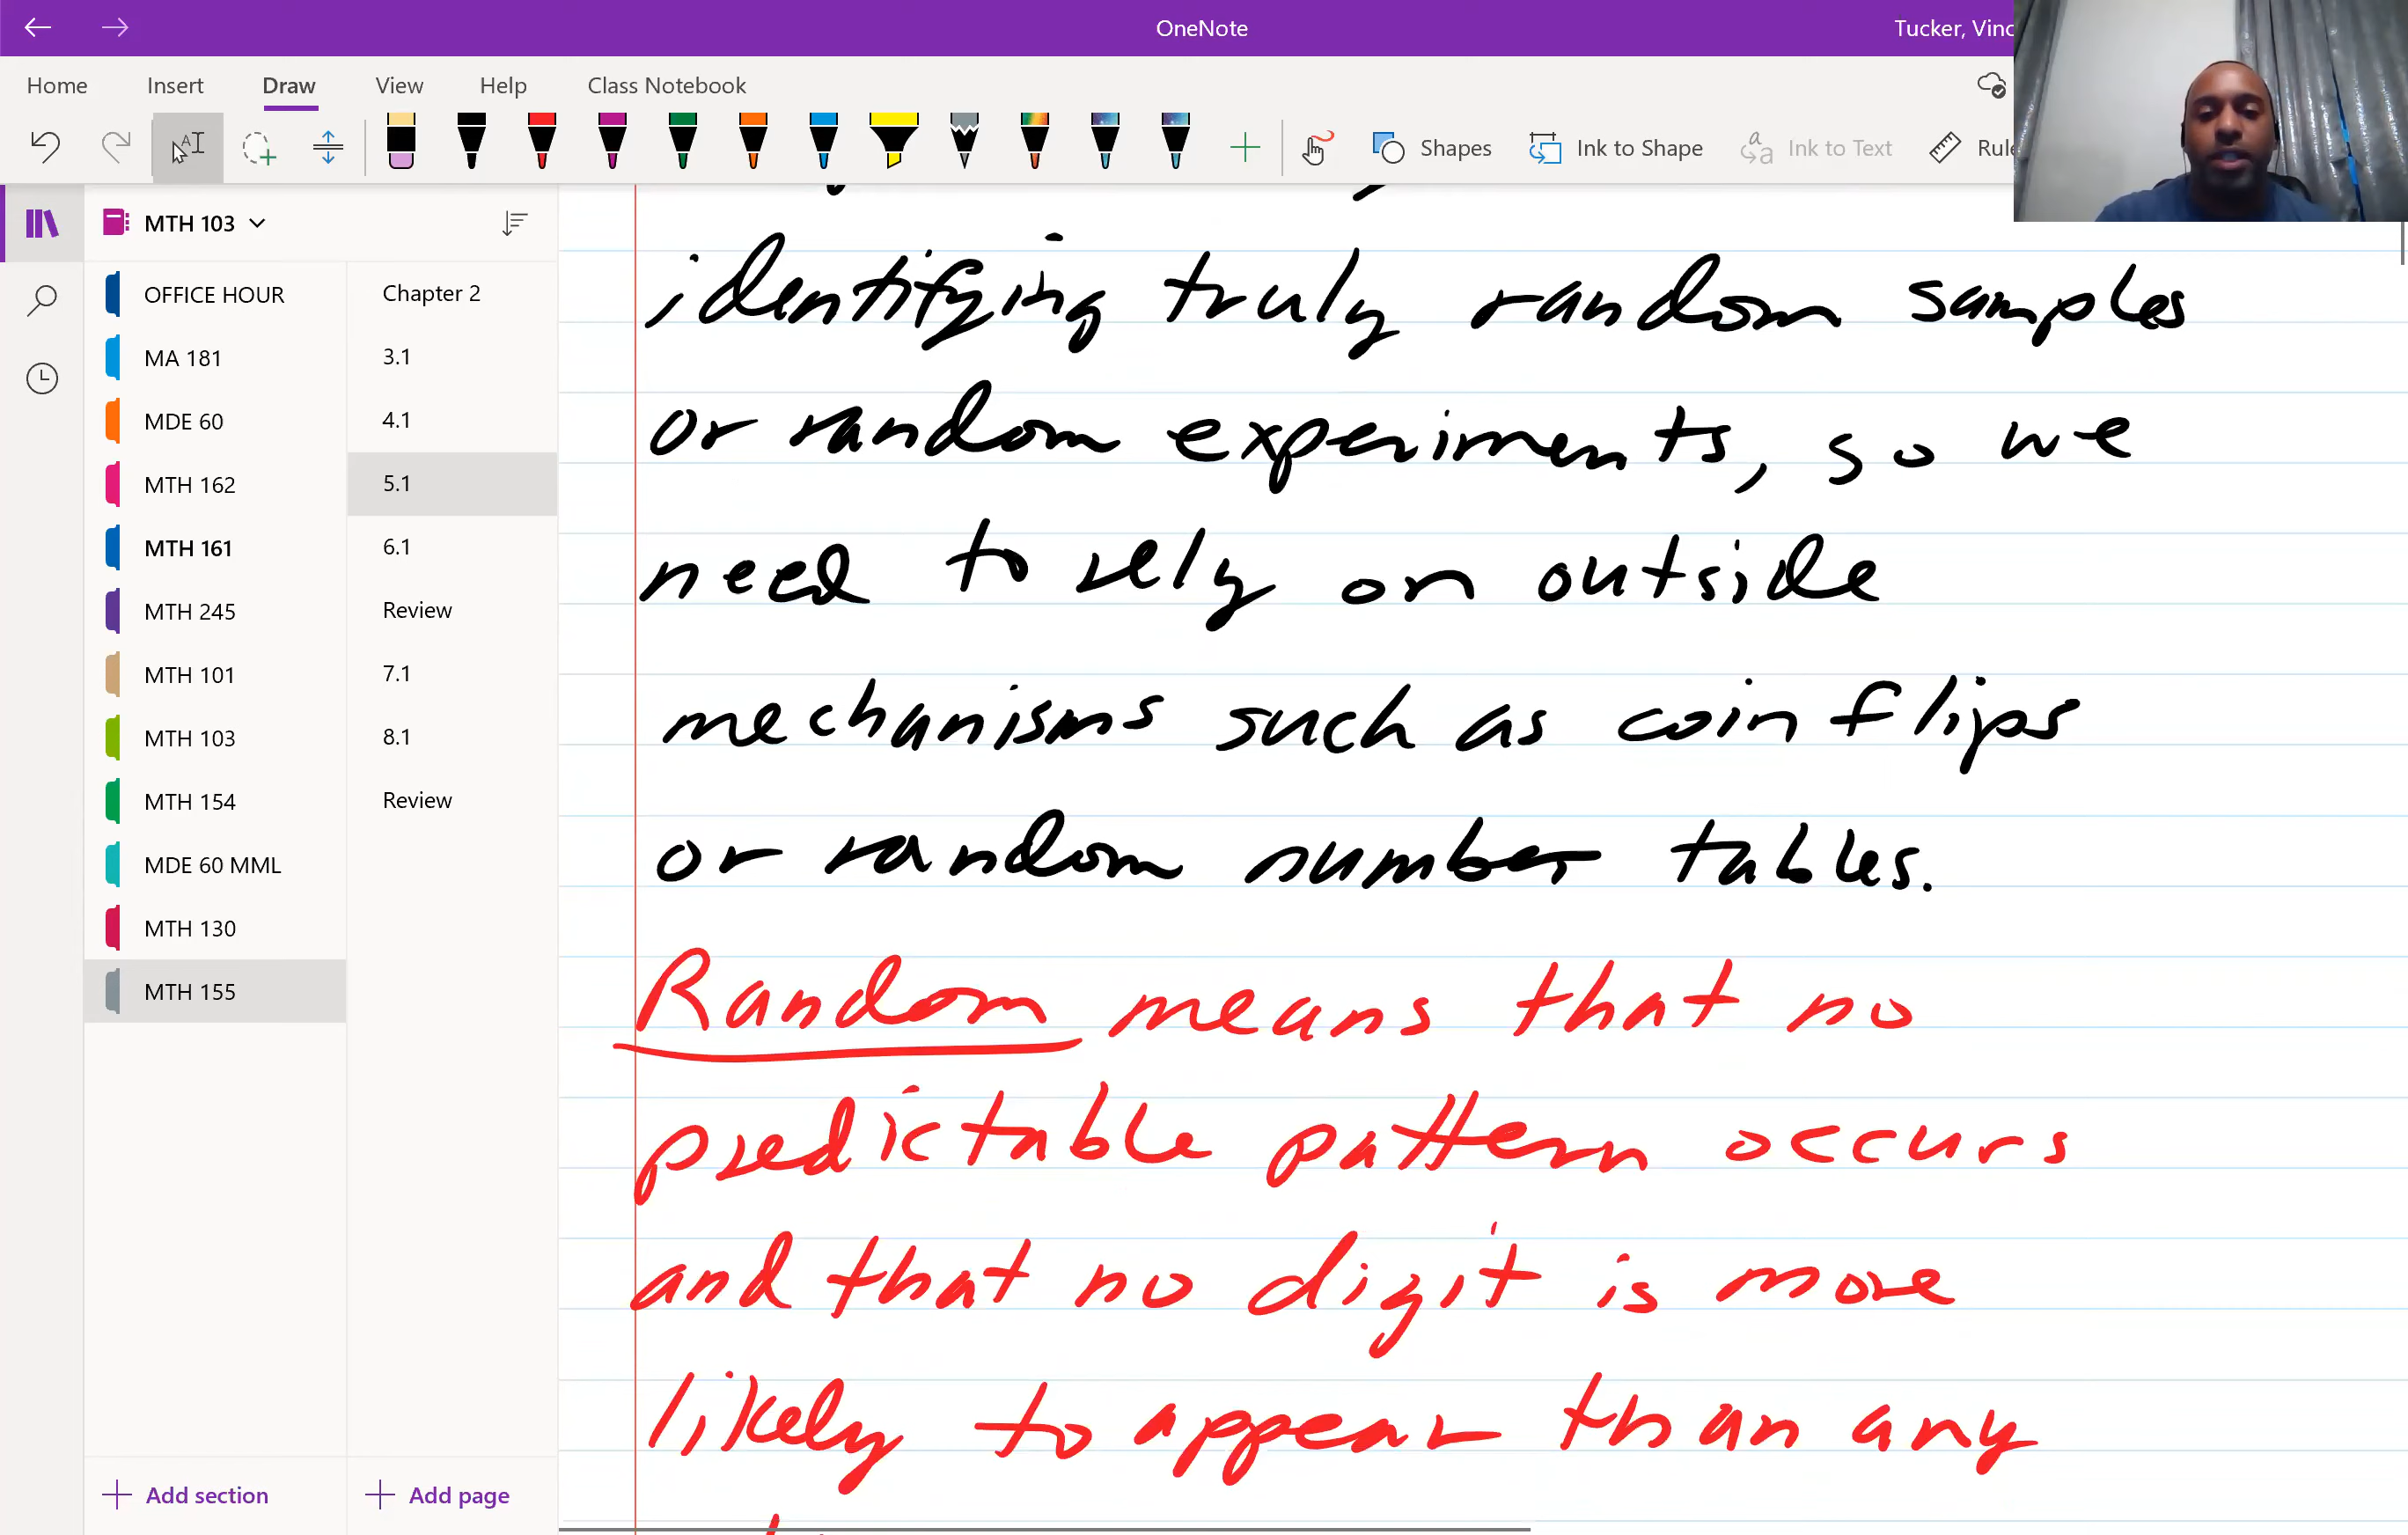 OneNote
Tucker, Vinc
Home Insert Draw View Help Class Notebook
Shapes Ink to Shape Ink to Text Rule
MTH 103
OFFICE HOUR
MA 181
MDE 60
MTH 162
MTH 161
MTH 245
MTH 101
MTH 103
MTH 154
MDE 60 MML
MTH 130
MTH 155
Add section
Chapter 2
3.1
4.1
5.1
6.1
Review
7.1
8.1
Review
Add page
identifying truly random samples
or random experiments, so we
need to rely on outside
mechanisms such as coin flips
or random number tables.
Random means that no
predictable pattern occurs
and that no digit is more
likely to appear than any